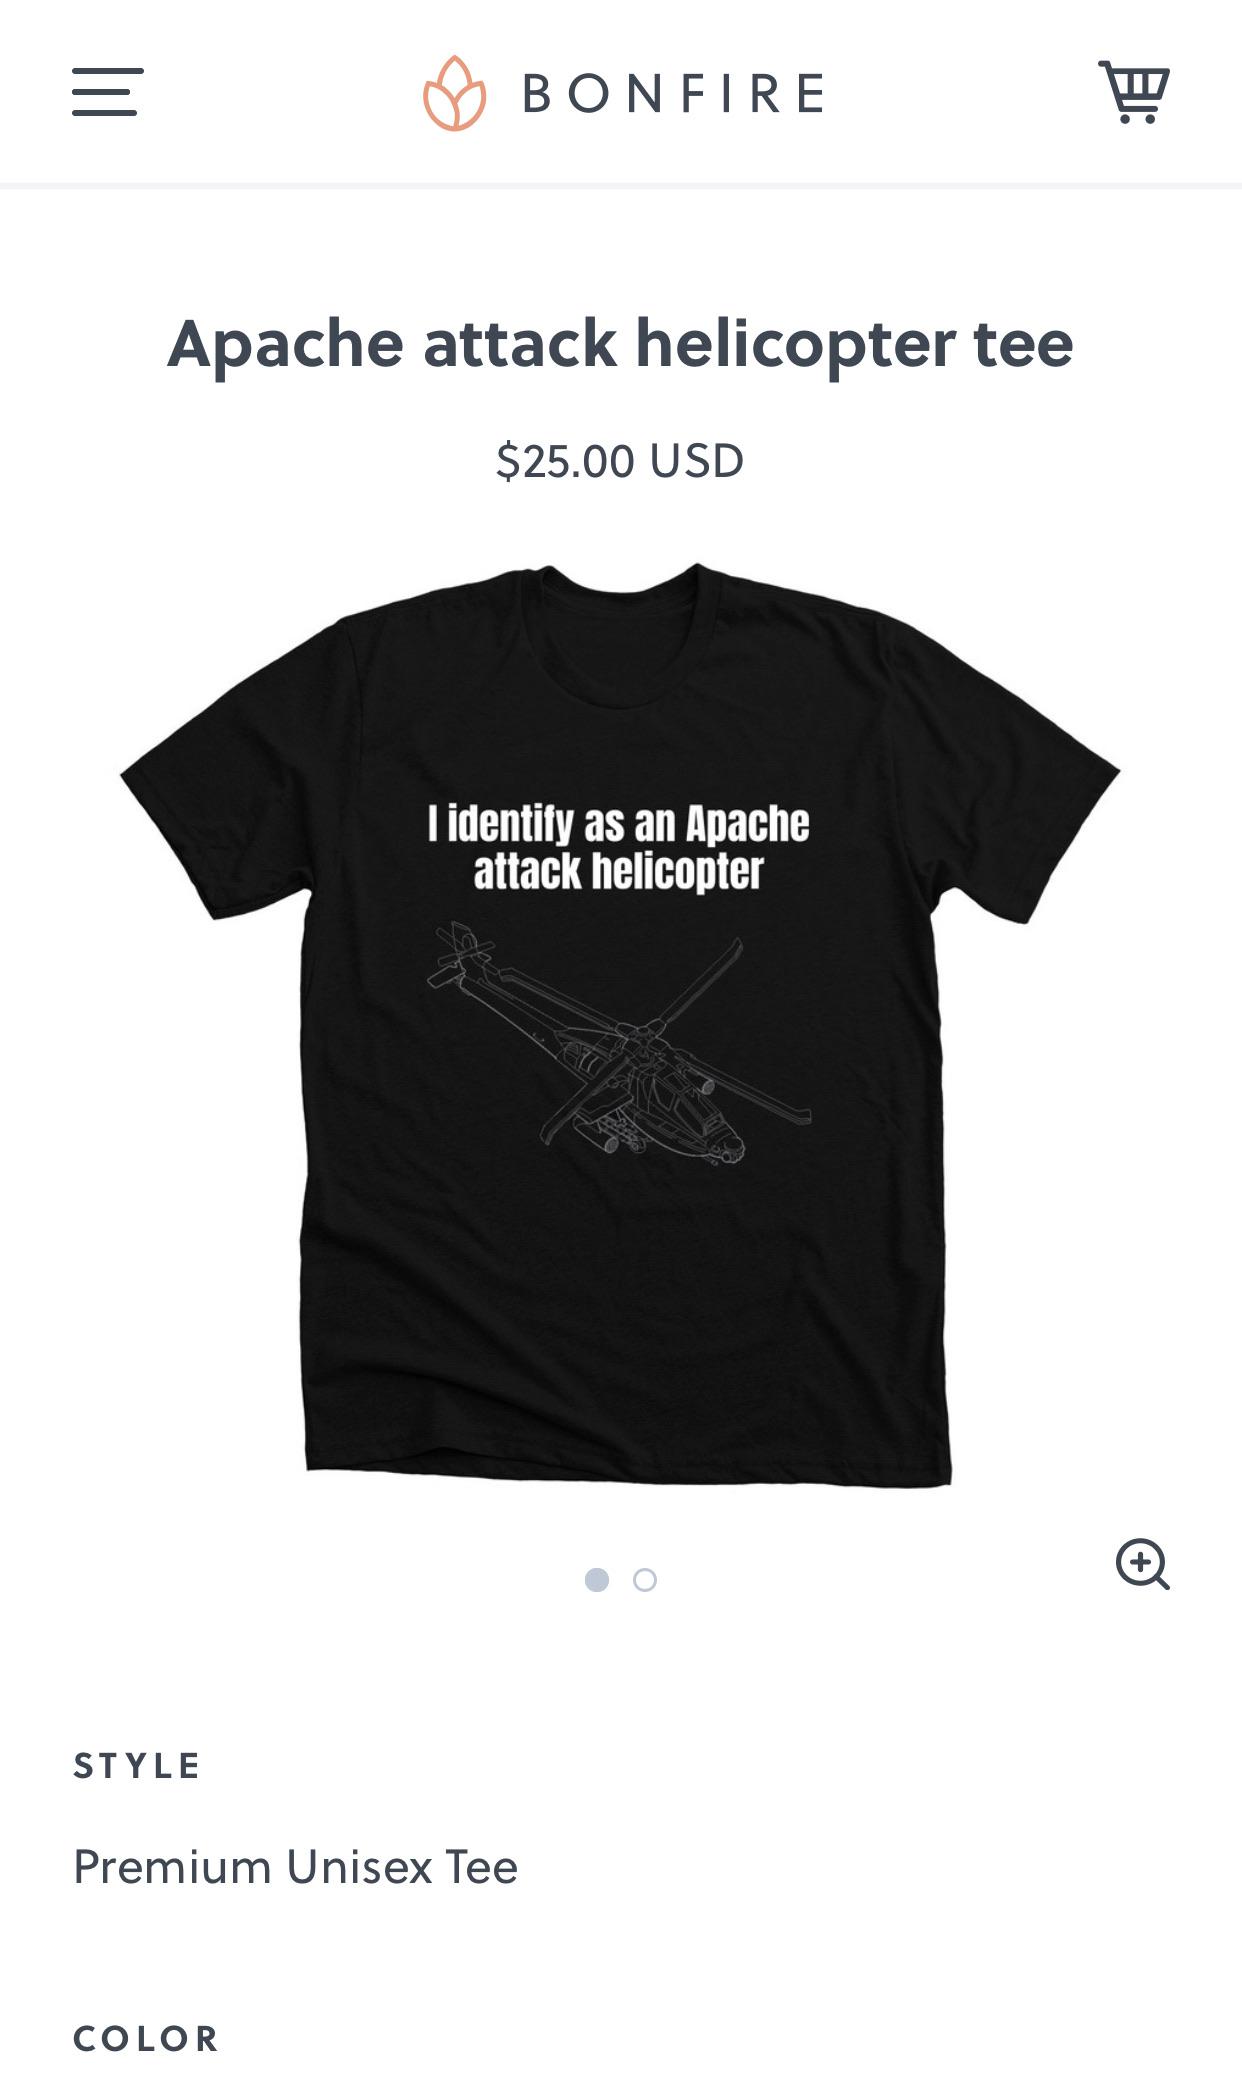 BONFIRE
Apache attack helicopter tee
$25.00 USD
I identify as an Apache
attack helicopter
STYLE
Premium Unisex Tee
COLOR